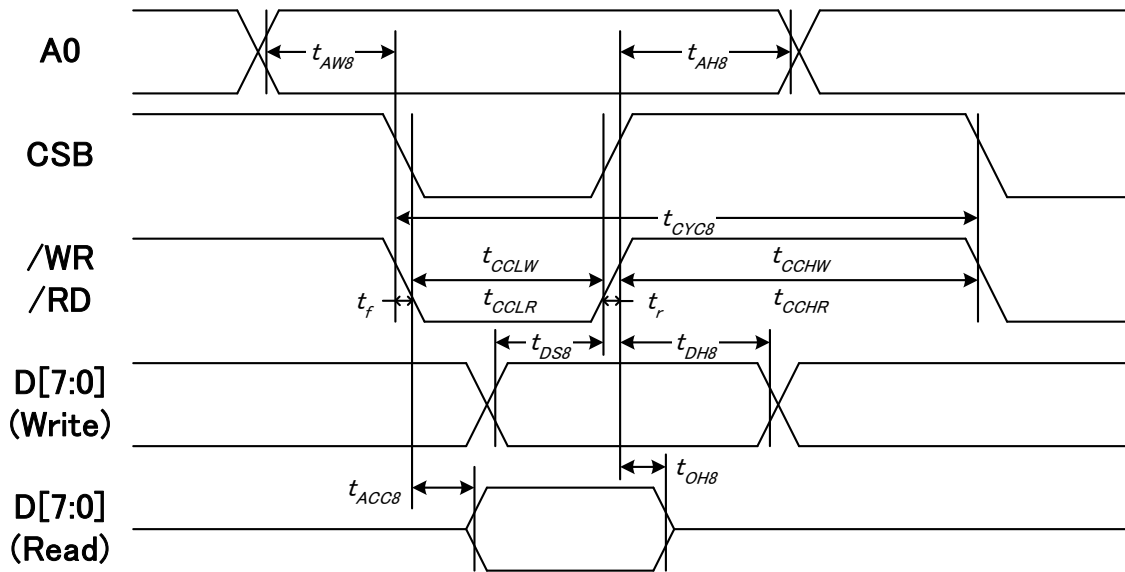 A0
t_AW8
t_AH8
CSB
t_CYC8
/WR
/RD
t_CCLW
t_CCHW
t_f
t_CCLR
t_r
t_CCHR
t_DS8
t_DH8
D[7:0]
(Write)
t_OH8
t_ACC8
D[7:0]
(Read)